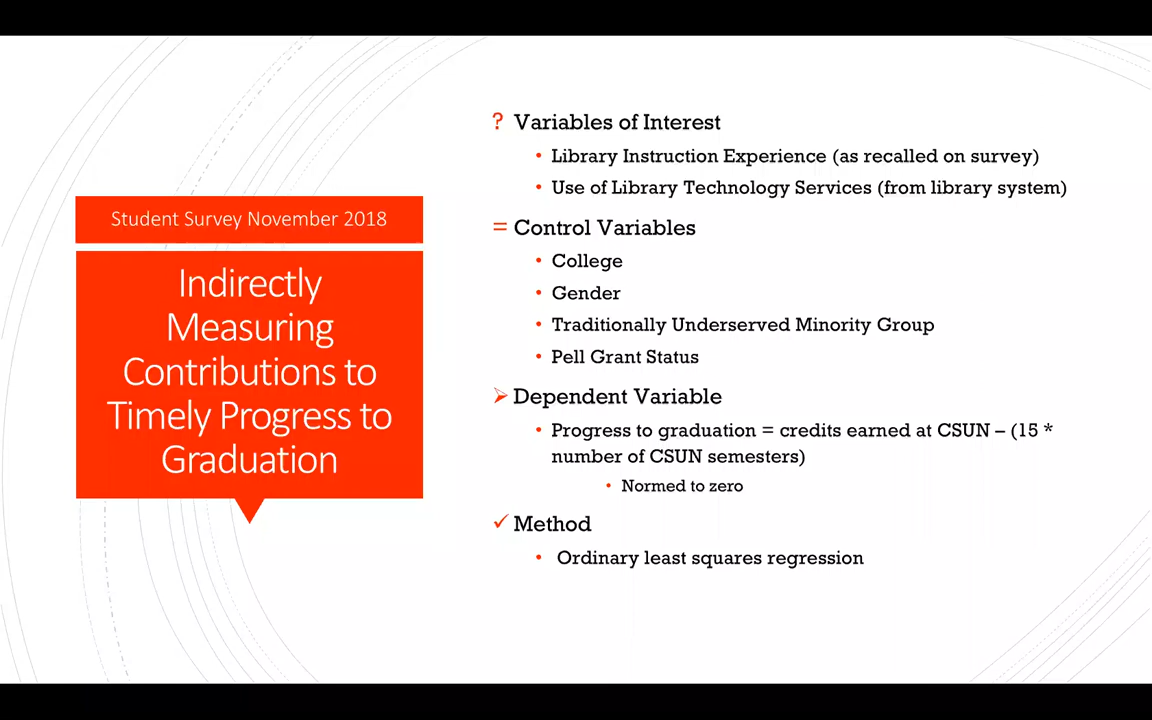 Student Survey November 2018
Indirectly
Measuring
Contributions to
Timely Progress to
Graduation
? Variables of Interest
• Library Instruction Experience (as recalled on survey)
• Use of Library Technology Services (from library system)
= Control Variables
• College
• Gender
• Traditionally Underserved Minority Group
• Pell Grant Status
➢ Dependent Variable
• Progress to graduation = credits earned at CSUN – (15 *
number of CSUN semesters)
• Normed to zero
✓ Method
• Ordinary least squares regression